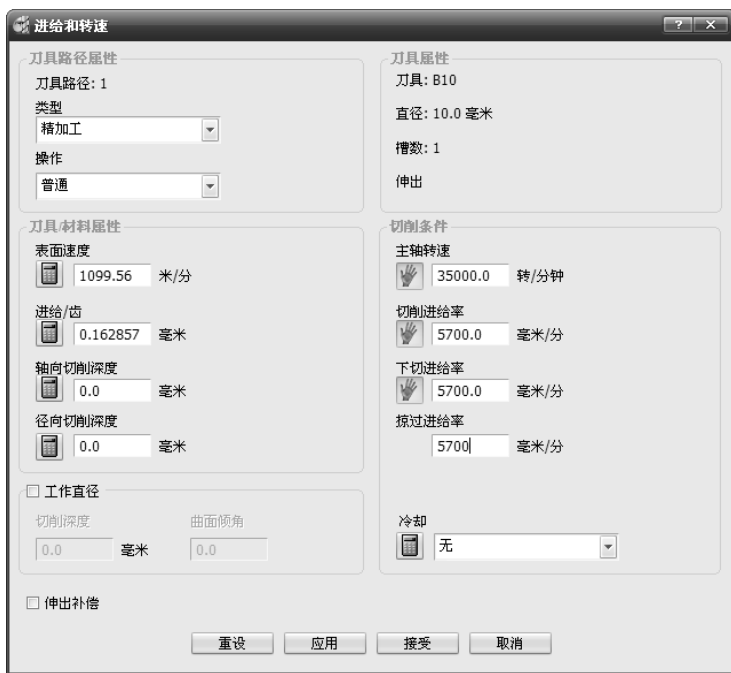 进给和转速
刀具路径属性
刀具路径: 1
类型
精加工
操作
普通
刀具属性
刀具: B10
直径: 10.0 毫米
槽数: 1
伸出
刀具/材料属性
表面速度
1099.56 米/分
进给/齿
0.162857 毫米
轴向切削深度
0.0 毫米
径向切削深度
0.0 毫米
切削条件
主轴转速
35000.0 转/分钟
切削进给率
5700.0 毫米/分
下切进给率
5700.0 毫米/分
掠过进给率
5700 毫米/分
工作直径
切削深度 曲面倾角
0.0 毫米 0.0
冷却
无
伸出补偿
重设 应用 接受 取消